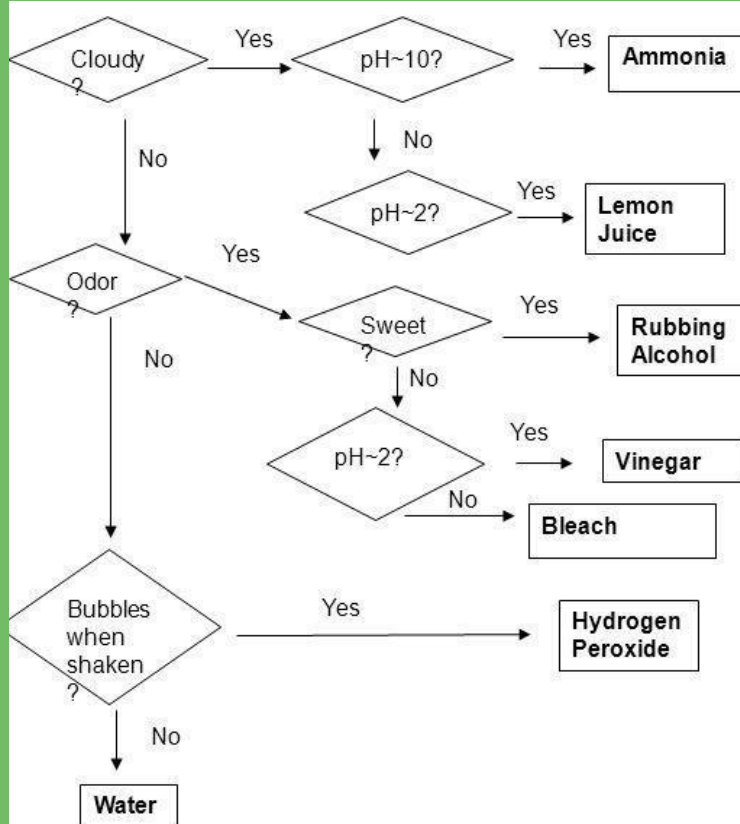 Cloudy
?
Yes
pH~10?
Yes
Ammonia
No
No
pH~2?
Yes
Lemon
Juice
Odor
?
Yes
Sweet
?
Yes
Rubbing
Alcohol
No
No
pH~2?
Yes
Vinegar
No
Bleach
Bubbles
when
shaken
?
Yes
Hydrogen
Peroxide
No
Water